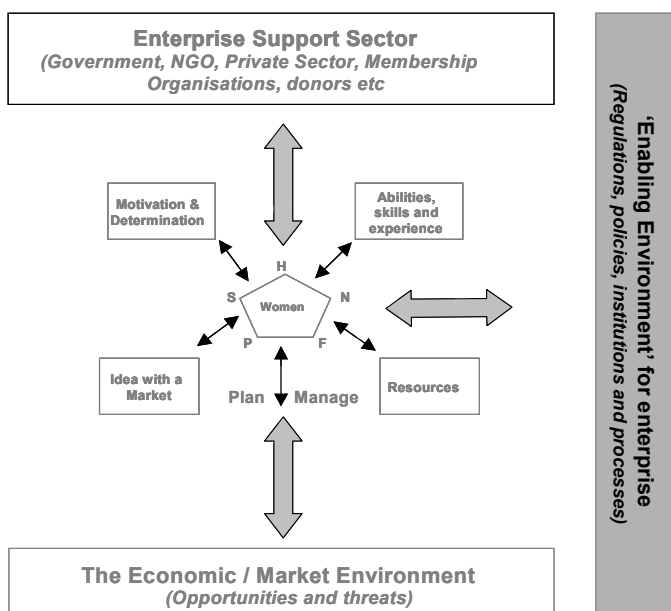 Enterprise Support Sector
(Government, NGO, Private Sector, Membership
Organisations, donors etc
Motivation &
Determination
Abilities,
skills and
experience
H
S
N
Women
P
F
Idea with a
Market
Plan
Manage
Resources
The Economic / Market Environment
(Opportunities and threats)
‘Enabling Environment’ for enterprise
(Regulations, policies, institutions and processes)